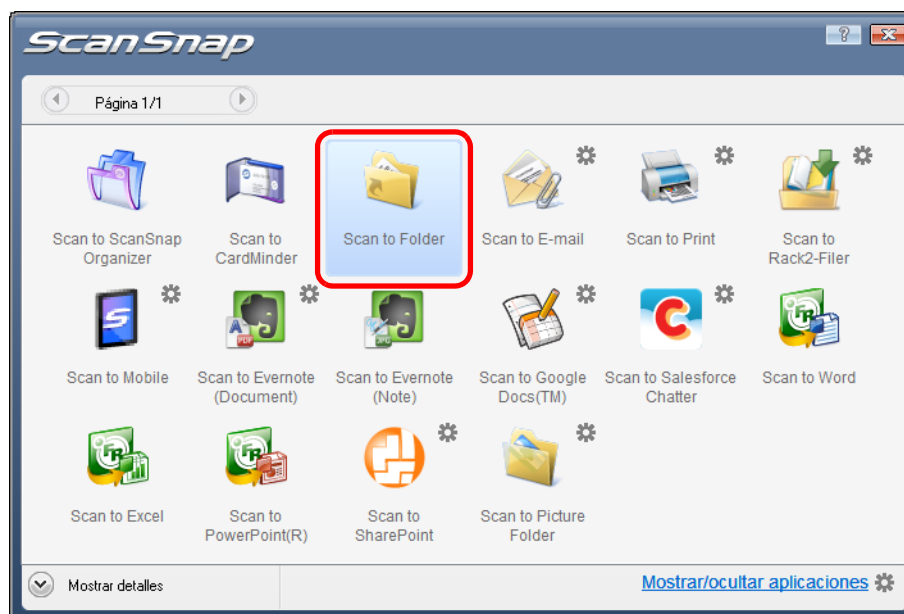 ScanSnap
?
Página 1/1
Scan to ScanSnap
Organizer
Scan to
CardMinder
Scan to Folder
Scan to E-mail
Scan to Print
Scan to
Rack2-Filer
Scan to Mobile
Scan to Evernote
(Document)
Scan to Evernote
(Note)
Scan to Google
Docs(TM)
Scan to Salesforce
Chatter
Scan to Word
Scan to Excel
Scan to
PowerPoint(R)
Scan to
SharePoint
Scan to Picture
Folder
Mostrar detalles
Mostrar/ocultar aplicaciones